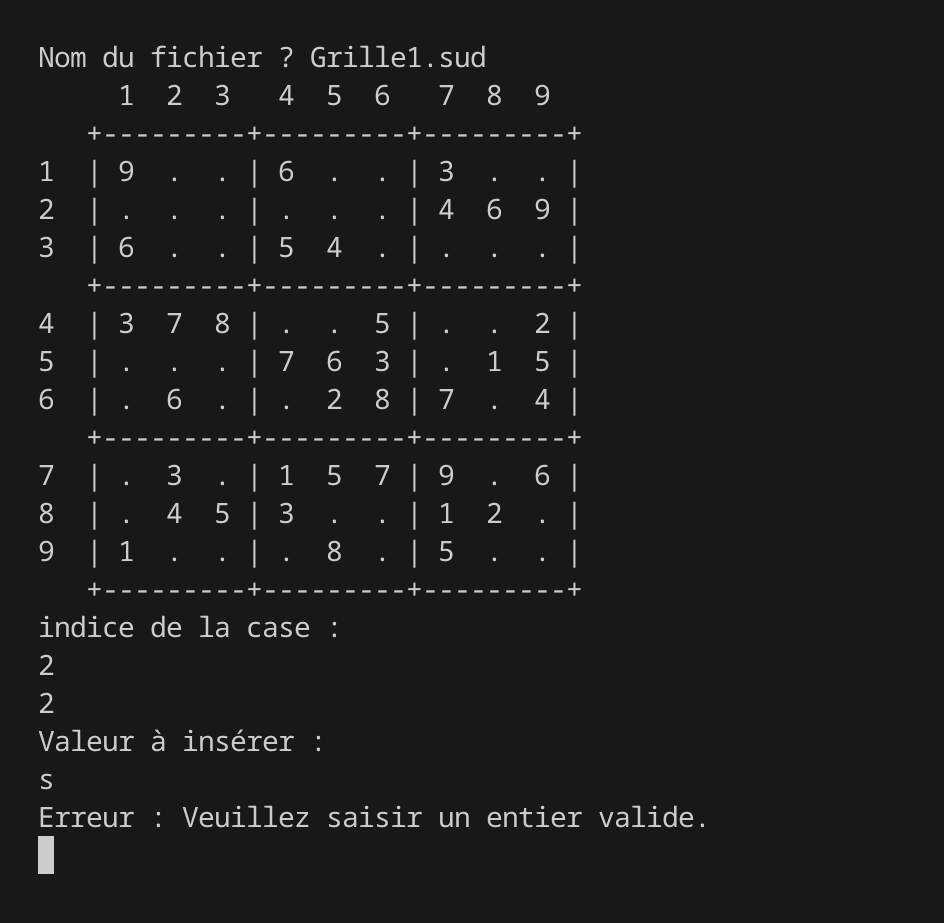 Nom du fichier ? Grille1.sud
     1  2  3   4  5  6   7  8  9
   +---------+---------+---------+
1  | 9  .  . | 6  .  . | 3  .  . |
2  | .  .  . | .  .  . | 4  6  9 |
3  | 6  .  . | 5  4  . | .  .  . |
   +---------+---------+---------+
4  | 3  7  8 | .  .  5 | .  .  2 |
5  | .  .  . | 7  6  3 | .  1  5 |
6  | .  6  . | .  2  8 | 7  .  4 |
   +---------+---------+---------+
7  | .  3  . | 1  5  7 | 9  .  6 |
8  | .  4  5 | 3  .  . | 1  2  . |
9  | 1  .  . | .  8  . | 5  .  . |
   +---------+---------+---------+
indice de la case :
2
2
Valeur à insérer :
s
Erreur : Veuillez saisir un entier valide.